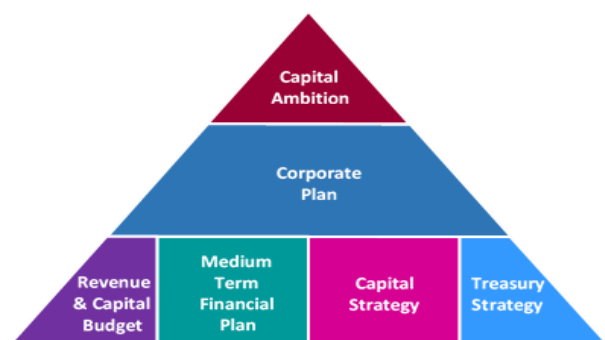 Capital
Ambition
Corporate
Plan
Revenue
& Capital
Budget
Medium
Term
Financial
Plan
Capital
Strategy
Treasury
Strategy